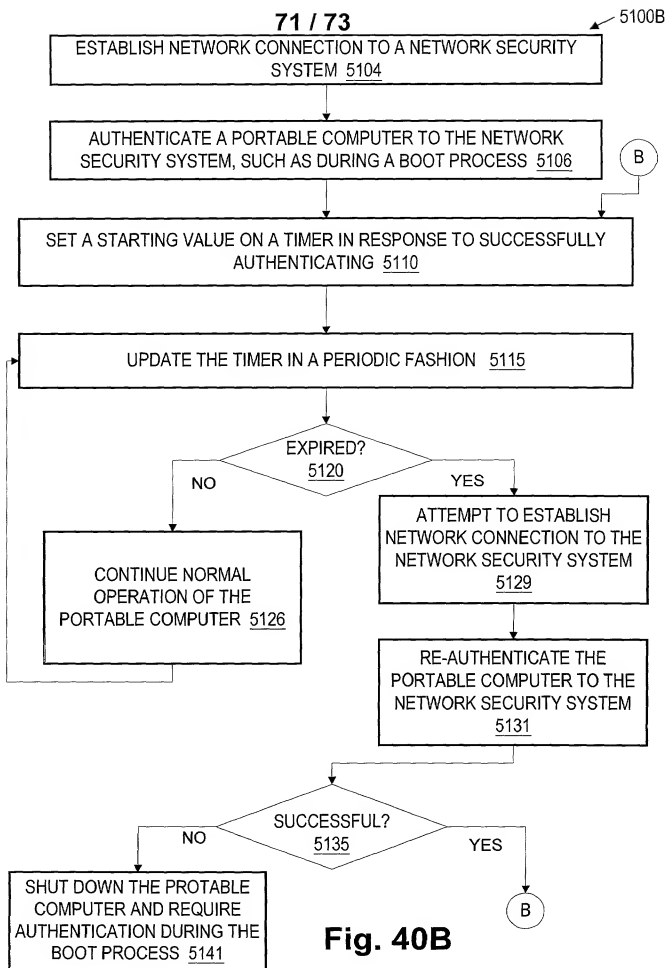 71 / 73
5100B
ESTABLISH NETWORK CONNECTION TO A NETWORK SECURITY
SYSTEM 5104
AUTHENTICATE A PORTABLE COMPUTER TO THE NETWORK
SECURITY SYSTEM, SUCH AS DURING A BOOT PROCESS 5106
B
SET A STARTING VALUE ON A TIMER IN RESPONSE TO SUCCESSFULLY
AUTHENTICATING 5110
UPDATE THE TIMER IN A PERIODIC FASHION 5115
EXPIRED?
5120
NO
YES
CONTINUE NORMAL
OPERATION OF THE
PORTABLE COMPUTER 5126
ATTEMPT TO ESTABLISH
NETWORK CONNECTION TO THE
NETWORK SECURITY SYSTEM
5129
RE-AUTHENTICATE THE
PORTABLE COMPUTER TO THE
NETWORK SECURITY SYSTEM
5131
SUCCESSFUL?
5135
NO
YES
SHUT DOWN THE PROTABLE
COMPUTER AND REQUIRE
AUTHENTICATION DURING THE
BOOT PROCESS 5141
B
Fig. 40B